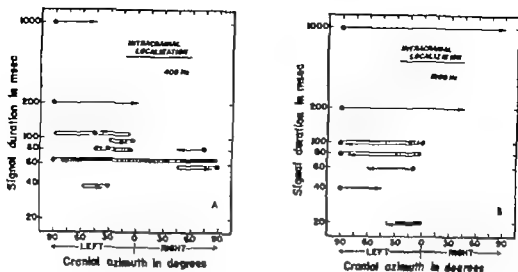 1000
INTRACRANIAL
LOCALIZATION
400 Hz
200
100
80
60
40
20
Signal duration in msec
A
90 60 30 0 30 60 90
LEFT RIGHT
Cranial azimuth in degrees
1000
INTRACRANIAL
LOCALIZATION
Hz
200
100
80
60
40
20
Signal duration in msec
B
90 60 30 0 30 60 90
LEFT RIGHT
Cranial azimuth in degrees